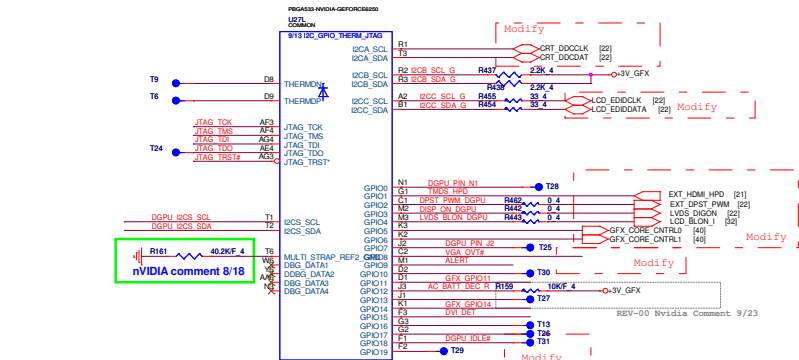 PBGA533-NVIDIA-GEFORCE6250
U27L
COMMON
9/13 I2C_GPIO_THERM_JTAG
Modify
I2CA_SCL R1 CRT_DDCCLK [22]
I2CA_SDA T3 CRT_DDCDAT [22]
I2CB_SCL R2 I2CB_SCL_G R437 2.2K_4 +3V_GFX
I2CB_SDA R3 I2CB_SDA_G R438 2.2K_4
T9 D8 THERMDN
T6 D9 THERMDP
I2CC_SCL A2 I2CC_SCL_G R455 33_4 LCD_EDIDCLK [22]
I2CC_SDA B1 I2CC_SDA_G R454 33_4 LCD_EDIDDATA [22]
Modify
JTAG_TCK AF3 JTAG_TCK
JTAG_TMS AF4 JTAG_TMS
JTAG_TDI AG4 JTAG_TDI
T24 JTAG_TDO AE4 JTAG_TDO
JTAG_TRST# AG3 JTAG_TRST*
GPIO0 N1 DGPU_PIN_N1 T28
GPIO1 G1 TMDS_HPD EXT_HDMI_HPD [21]
GPIO2 C1 DPST_PWM_DGPU R462 0_4 EXT_DPST_PWM [22]
GPIO3 M2 DISP_ON_DGPU R442 0_4 LVDS_DIGON [22]
GPIO4 M3 LVDS_BLON_DGPU R443 0_4 LCD_BLON_I [32]
DGPU_I2CS_SCL T1 I2CS_SCL
DGPU_I2CS_SDA T2 I2CS_SDA
GPIO5 K3 GFX_CORE_CNTRL0 [40]
GPIO6 K2 GFX_CORE_CNTRL1 [40]
Modify
GPIO7 J2 DGPU_PIN_J2 T25
R161 40.2K/F_4 T6 MULTI_STRAP_REF2_GND
C2 VGA_OVT#
GPIO9 M1 ALERT
Modify
nVIDIA comment 8/18
DBG_DATA1
DDBG_DATA2
DBG_DATA3
DBG_DATA4
GPIO10 D2 T30
GPIO11 D1 GFX_GPIO11
GPIO12 J3 AC_BATT_DEC_R R159 10K/F_4 +3V_GFX
GPIO13 J1 T27
GPIO14 K1 GFX_GPIO14
GPIO15 F3 DVI_DET
REV-00 Nvidia Comment 9/23
GPIO16 G3 T13
GPIO17 G2 T26
GPIO18 F1 DGPU_IDLE# T31
GPIO19 F2 T29
Modify